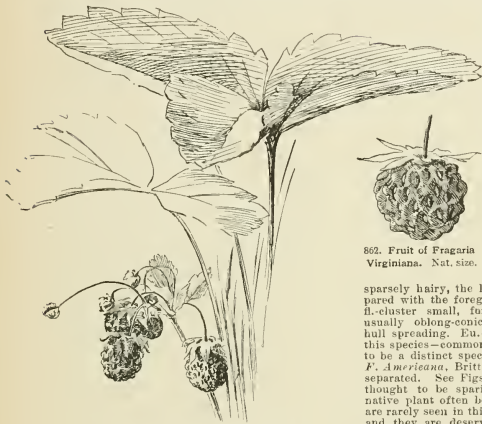 862. Fruit of Fragaria
Virginiana. Nat. size.
sparsely hairy, the
pared with the foreg
fl.-cluster small, fu
usually oblong-conic
hull spreading. Eu.
this species—common
to be a distinct spec
F. Americana, Britt
separated. See Figs
thought to be spari
native plant often b
are rarely seen in thi
and they are deserv